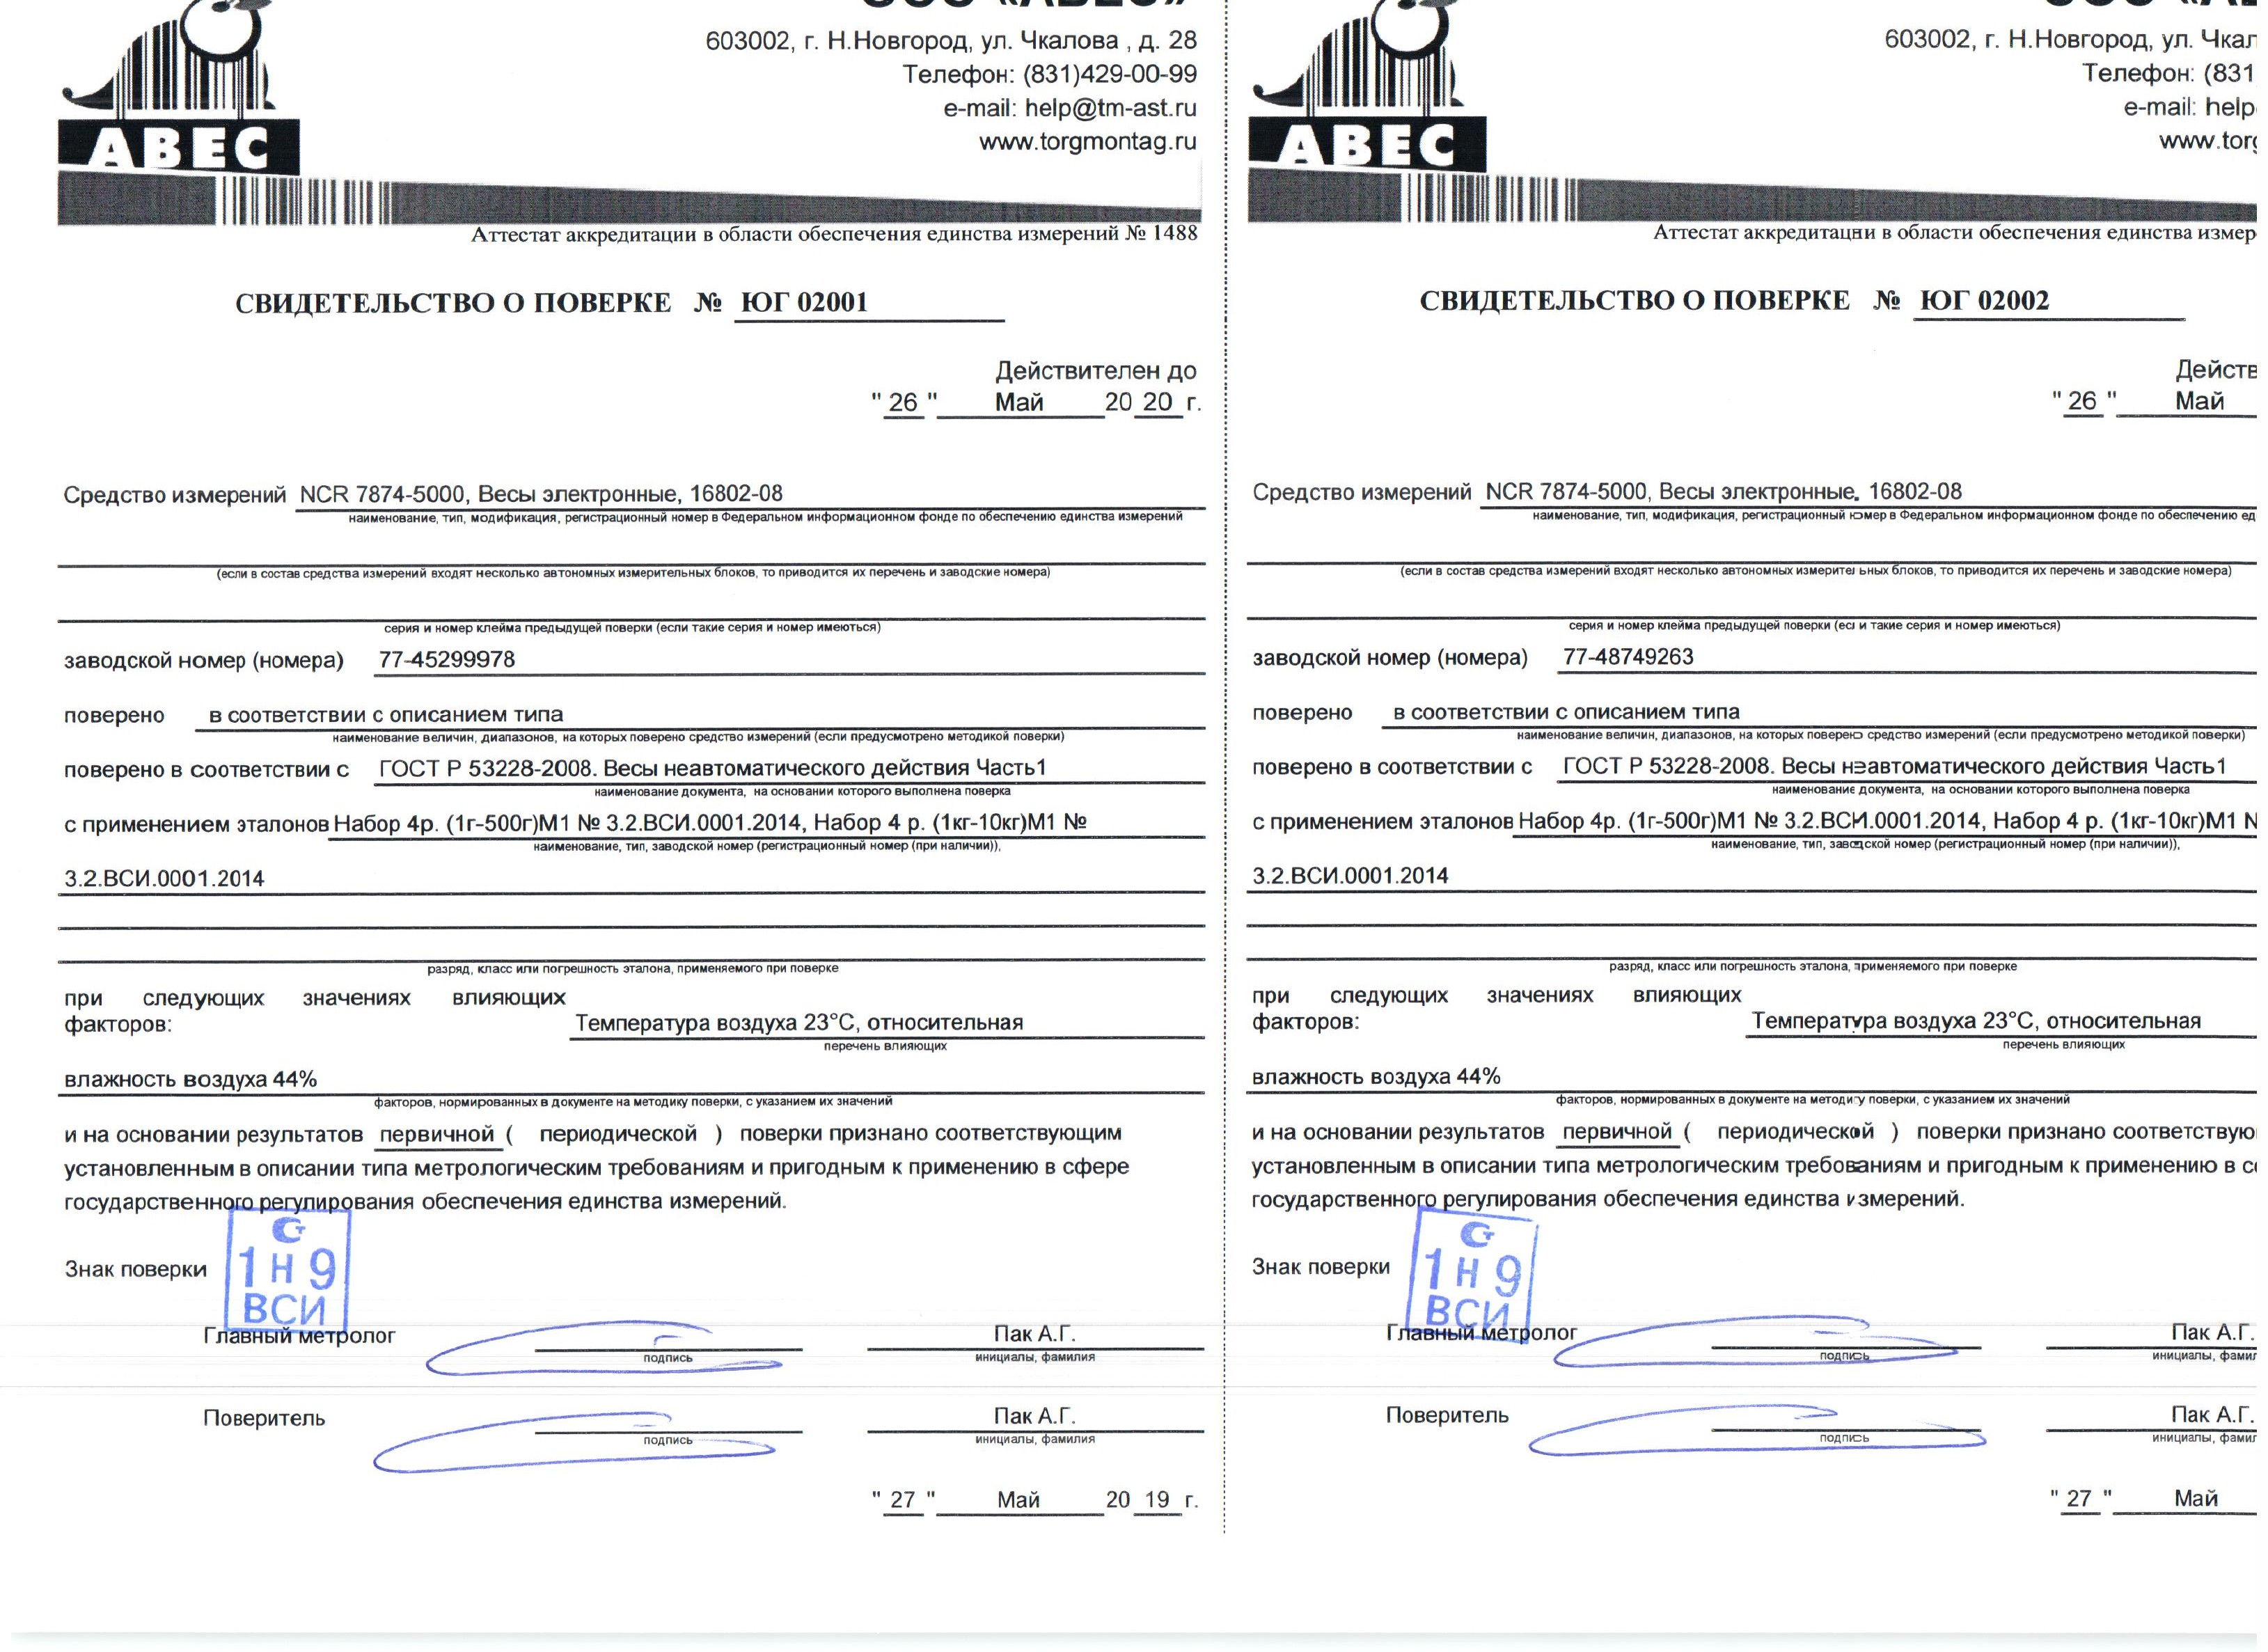 ООО «АВЕС»
603002, г. Н.Новгород, ул. Чкалова , д. 28
Телефон: (831)429-00-99
e-mail: help@tm-ast.ru
www.torgmontag.ru
АВЕС
Аттестат аккредитации в области обеспечения единства измерений № 1488
СВИДЕТЕЛЬСТВО О ПОВЕРКЕ № ЮГ 02001
Действителен до
" 26 " Май 20 20 г.
Средство измерений NCR 7874-5000, Весы электронные, 16802-08
наименование, тип, модификация, регистрационный номер в Федеральном информационном фонде по обеспечению единства измерений
(если в состав средства измерений входят несколько автономных измерительных блоков, то приводится их перечень и заводские номера)
серия и номер клейма предыдущей поверки (если такие серия и номер имеються)
заводской номер (номера) 77-45299978
поверено в соответствии с описанием типа
наименование величин, диапазонов, на которых поверено средство измерений (если предусмотрено методикой поверки)
поверено в соответствии с ГОСТ Р 53228-2008. Весы неавтоматического действия Часть1
наименование документа, на основании которого выполнена поверка
с применением эталонов Набор 4р. (1г-500г)М1 № 3.2.ВСИ.0001.2014, Набор 4 р. (1кг-10кг)М1 №
наименование, тип, заводской номер (регистрационный номер (при наличии)),
3.2.ВСИ.0001.2014
разряд, класс или погрешность эталона, применяемого при поверке
при следующих значениях влияющих
факторов: Температура воздуха 23°С, относительная
перечень влияющих
влажность воздуха 44%
факторов, нормированных в документе на методику поверки, с указанием их значений
и на основании результатов первичной ( периодической ) поверки признано соответствующим
установленным в описании типа метрологическим требованиям и пригодным к применению в сфере
государственного регулирования обеспечения единства измерений.
Знак поверки
1 Н 9
ВСИ
Главный метролог Пак А.Г.
подпись инициалы, фамилия
Поверитель Пак А.Г.
подпись инициалы, фамилия
" 27 " Май 20 19 г.
603002, г. Н.Новгород, ул. Чкал
Телефон: (831
e-mail: help
www.torg
АВЕС
Аттестат аккредитации в области обеспечения единства измер
СВИДЕТЕЛЬСТВО О ПОВЕРКЕ № ЮГ 02002
Действ
" 26 " Май
Средство измерений NCR 7874-5000, Весы электронные, 16802-08
наименование, тип, модификация, регистрационный номер в Федеральном информационном фонде по обеспечению ед
(если в состав средства измерений входят несколько автономных измерительных блоков, то приводится их перечень и заводские номера)
серия и номер клейма предыдущей поверки (если такие серия и номер имеються)
заводской номер (номера) 77-48749263
поверено в соответствии с описанием типа
наименование величин, диапазонов, на которых поверено средство измерений (если предусмотрено методикой поверки)
поверено в соответствии с ГОСТ Р 53228-2008. Весы неавтоматического действия Часть1
наименование документа, на основании которого выполнена поверка
с применением эталонов Набор 4р. (1г-500г)М1 № 3.2.ВСИ.0001.2014, Набор 4 р. (1кг-10кг)М1 №
наименование, тип, заводской номер (регистрационный номер (при наличии)),
3.2.ВСИ.0001.2014
разряд, класс или погрешность эталона, применяемого при поверке
при следующих значениях влияющих
факторов: Температура воздуха 23°С, относительная
перечень влияющих
влажность воздуха 44%
факторов, нормированных в документе на методику поверки, с указанием их значений
и на основании результатов первичной ( периодической ) поверки признано соответствую
установленным в описании типа метрологическим требованиям и пригодным к применению в с
государственного регулирования обеспечения единства измерений.
Знак поверки
1 Н 9
ВСИ
Главный метролог Пак А.Г.
подпись инициалы, фамил
Поверитель Пак А.Г.
подпись инициалы, фамил
" 27 " Май